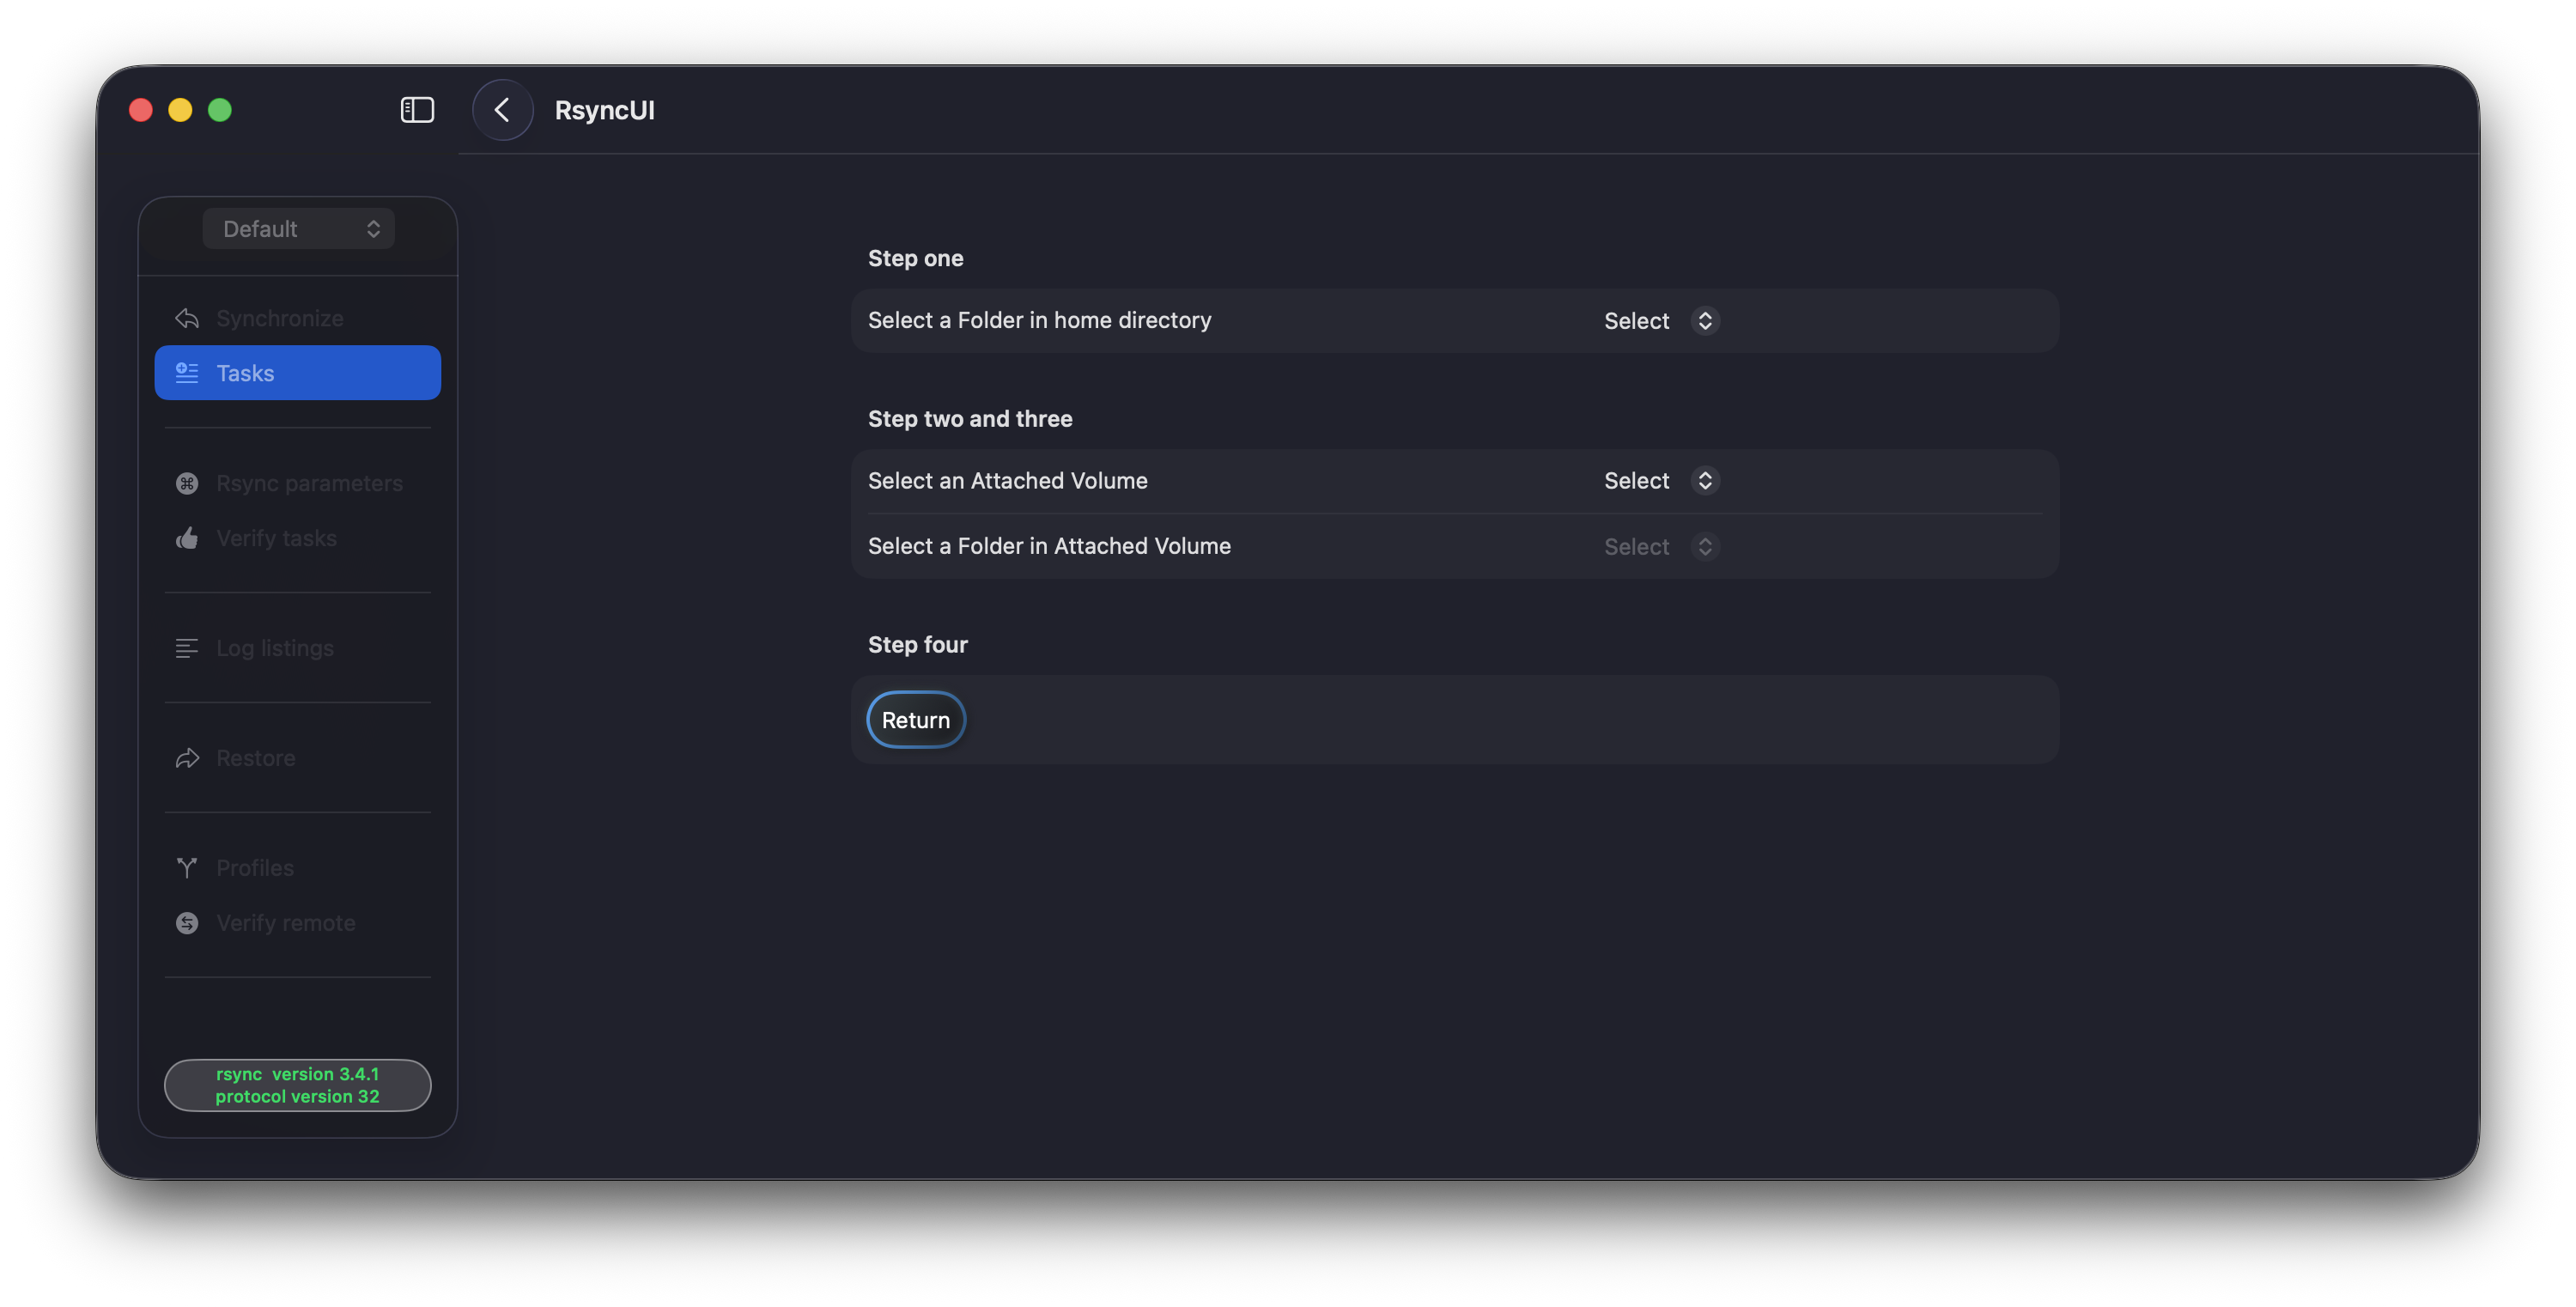 RsyncUI
Default
Synchronize
Tasks
Rsync parameters
Verify tasks
Log listings
Restore
Profiles
Verify remote
rsync  version 3.4.1
protocol version 32
Step one
Select a Folder in home directory Select
Step two and three
Select an Attached Volume Select
Select a Folder in Attached Volume Select
Step four
Return